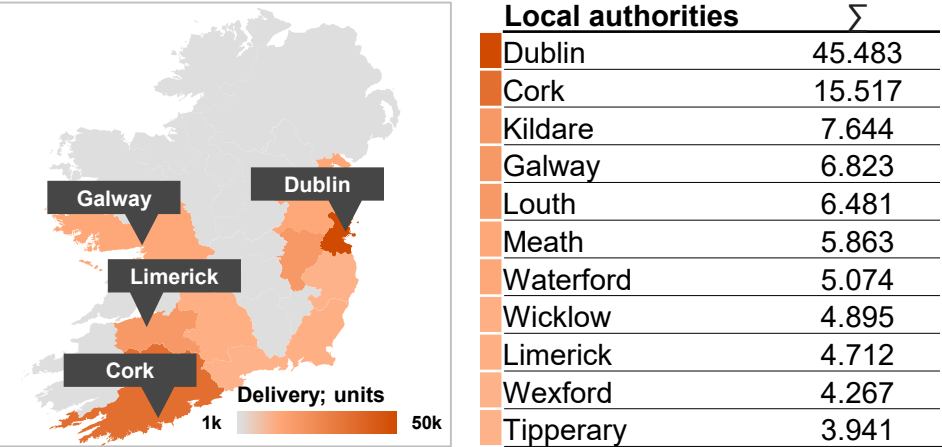 Galway
Dublin
Limerick
Cork
Delivery; units
1k 50k
Local authorities ∑
Dublin 45.483
Cork 15.517
Kildare 7.644
Galway 6.823
Louth 6.481
Meath 5.863
Waterford 5.074
Wicklow 4.895
Limerick 4.712
Wexford 4.267
Tipperary 3.941